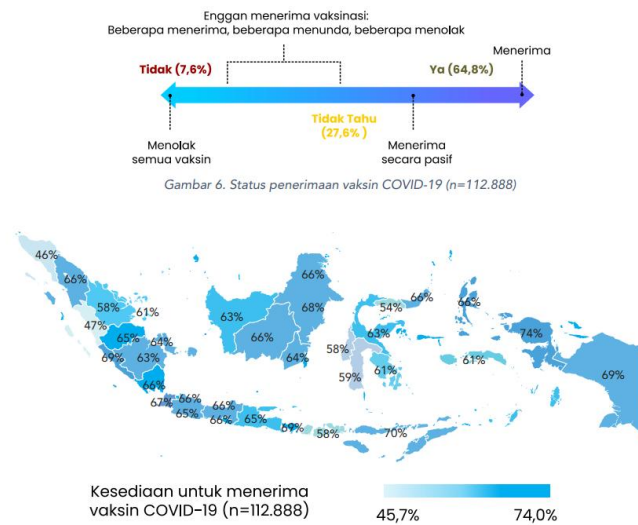 Enggan menerima vaksinasi:
Beberapa menerima, beberapa menunda, beberapa menolak
Menerima
Tidak (7,6%)
Ya (64,8%)
Tidak Tahu
(27,6% )
Menolak
semua vaksin
Menerima
secara pasif
Gambar 6. Status penerimaan vaksin COVID-19 (n=112.888)
46%
66%
58%
61%
47%
65%
64%
69%
63%
66%
67%
66%
65%
66%
66%
65%
69%
58%
70%
63%
66%
66%
68%
64%
54%
66%
63%
58%
59%
61%
66%
61%
74%
69%
Kesediaan untuk menerima
vaksin COVID-19 (n=112.888)
45,7%
74,0%